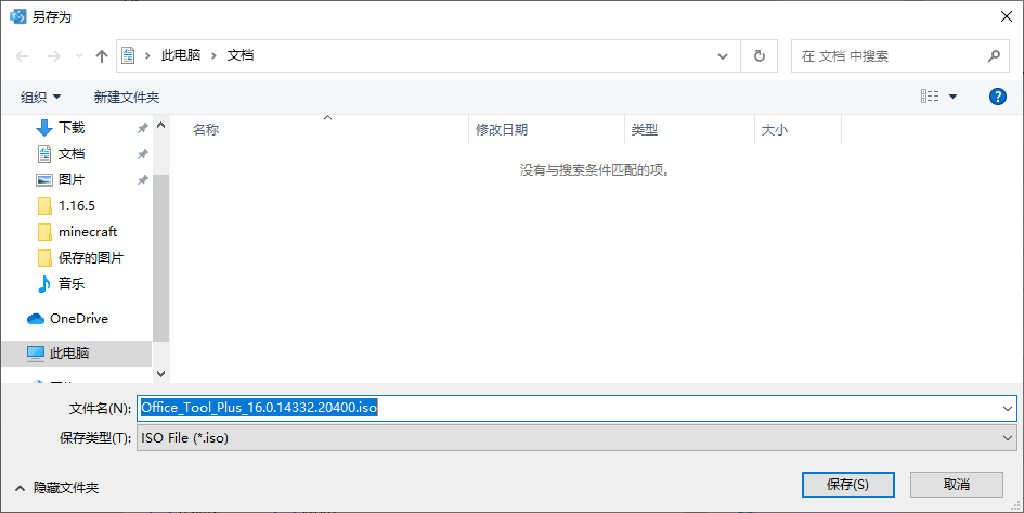 另存为
此电脑 文档
在 文档 中搜索
组织 新建文件夹
下载
文档
图片
1.16.5
minecraft
保存的图片
音乐
OneDrive
此电脑
名称 修改日期 类型 大小
没有与搜索条件匹配的项。
文件名(N): Office_Tool_Plus_16.0.14332.20400.iso
保存类型(T): ISO File (*.iso)
隐藏文件夹 保存(S) 取消